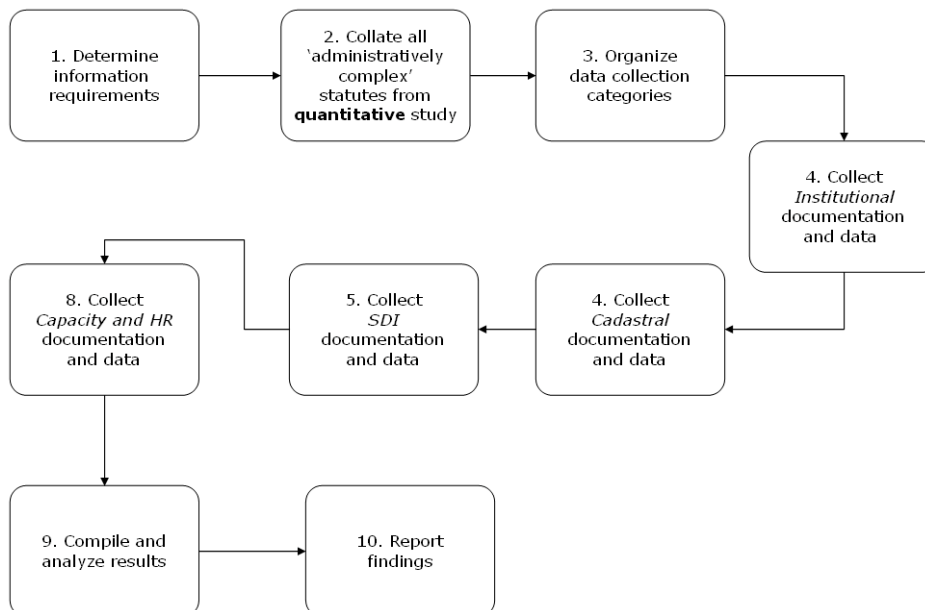 1. Determine
information
requirements
2. Collate all
‘administratively
complex’
statutes from
quantitative study
3. Organize
data collection
categories
4. Collect
Institutional
documentation
and data
4. Collect
Cadastral
documentation
and data
5. Collect
SDI
documentation
and data
8. Collect
Capacity and HR
documentation
and data
9. Compile and
analyze results
10. Report
findings